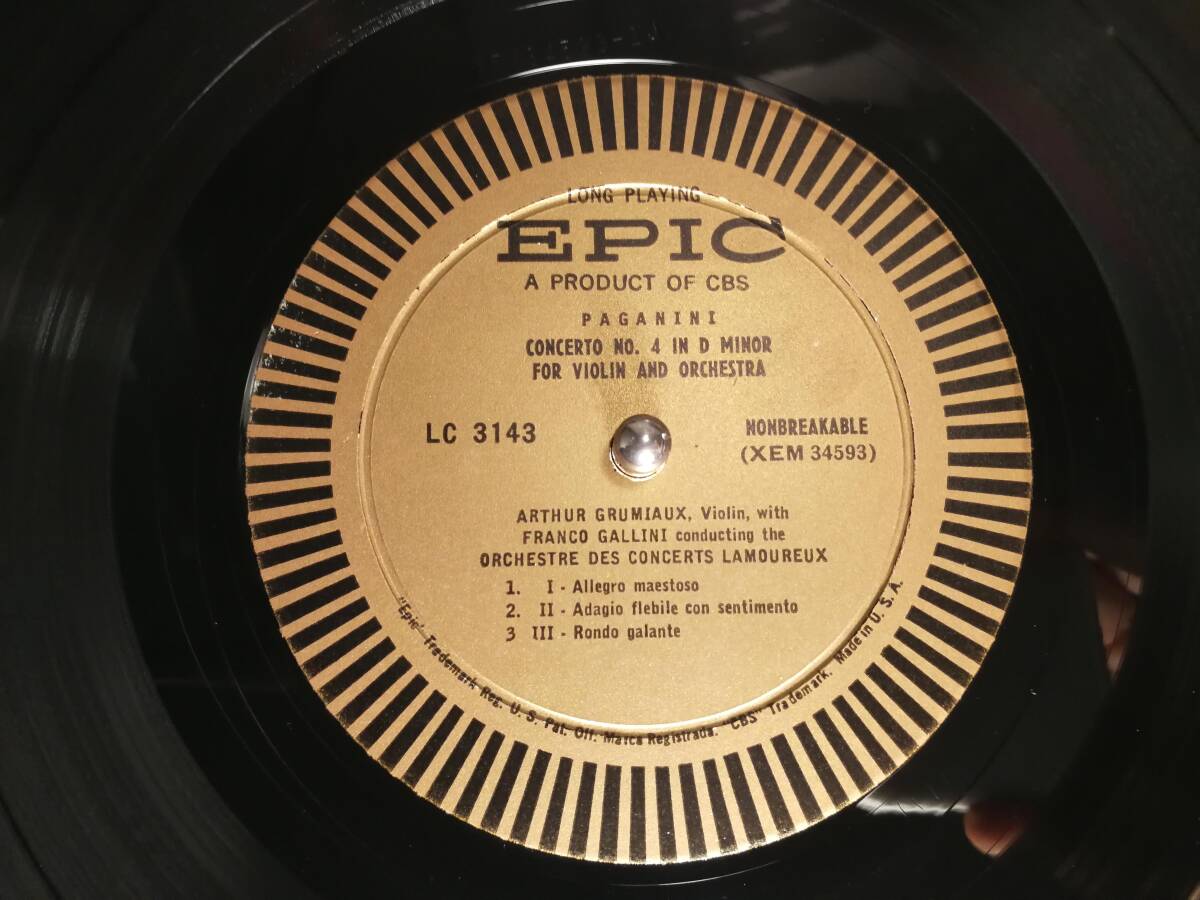 LONG PLAYING
EPIC
A PRODUCT OF CBS
PAGANINI
CONCERTO NO. 4 IN D MINOR
FOR VIOLIN AND ORCHESTRA
LC 3143
NONBREAKABLE
(XEM 34593)
ARTHUR GRUMIAUX, Violin, with
FRANCO GALLINI conducting the
ORCHESTRE DES CONCERTS LAMOUREUX
1. I - Allegro maestoso
2. II - Adagio flebile con sentimento
3 III - Rondo galante
"Epic" Trademark Reg. U. S. Pat. Off. Marca Registrada. "CBS" Trademark. Made in U. S. A.